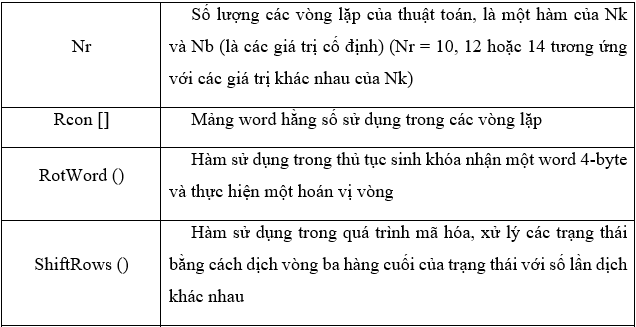 Số lượng các vòng lặp của thuật toán, là một hàm của Nk
Nr
và Nb (là các giá trị cố định) (Nr = 10, 12 hoặc 14 tương ứng
với các giá trị khác nhau của Nk)
Rcon []
Mảng word hằng số sử dụng trong các vòng lặp
Hàm sử dụng trong thủ tục sinh khóa nhận một word 4-byte
RotWord ()
và thực hiện một hoán vị vòng
Hàm sử dụng trong quá trình mã hóa, xử lý các trạng thái
ShiftRows ()
bằng cách dịch vòng ba hàng cuối của trạng thái với số lần dịch
khác nhau